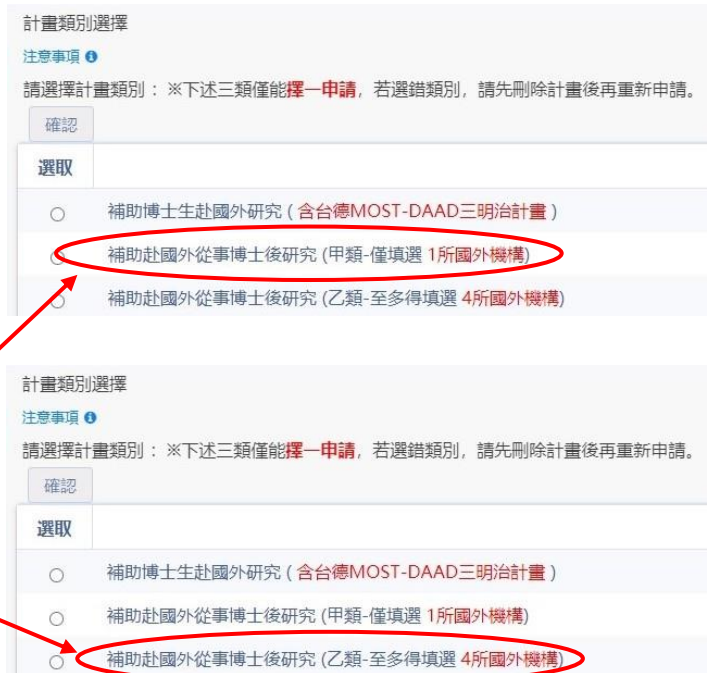 計畫類別選擇
注意事項
請選擇計畫類別：※下述三類僅能擇一申請，若選錯類別，請先刪除計畫後再重新申請。
確認
選取
補助博士生赴國外研究 ( 含台德MOST-DAAD三明治計畫 )
補助赴國外從事博士後研究 (甲類-僅填選 1所國外機構)
補助赴國外從事博士後研究 (乙類-至多得填選 4所國外機構)
計畫類別選擇
注意事項
請選擇計畫類別：※下述三類僅能擇一申請，若選錯類別，請先刪除計畫後再重新申請。
確認
選取
補助博士生赴國外研究 ( 含台德MOST-DAAD三明治計畫 )
補助赴國外從事博士後研究 (甲類-僅填選 1所國外機構)
補助赴國外從事博士後研究 (乙類-至多得填選 4所國外機構)